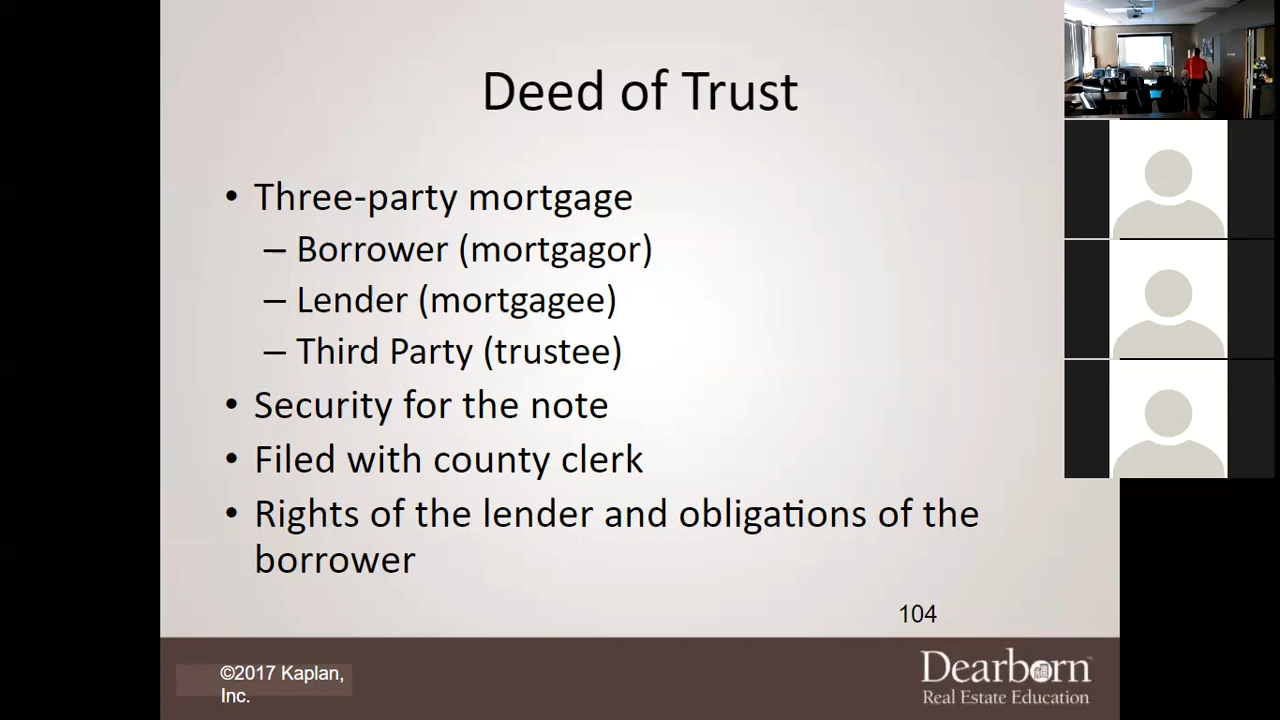 Deed of Trust
• Three-party mortgage
– Borrower (mortgagor)
– Lender (mortgagee)
– Third Party (trustee)
• Security for the note
• Filed with county clerk
• Rights of the lender and obligations of the
borrower
104
©2017 Kaplan,
Inc.
Dearborn™
Real Estate Education